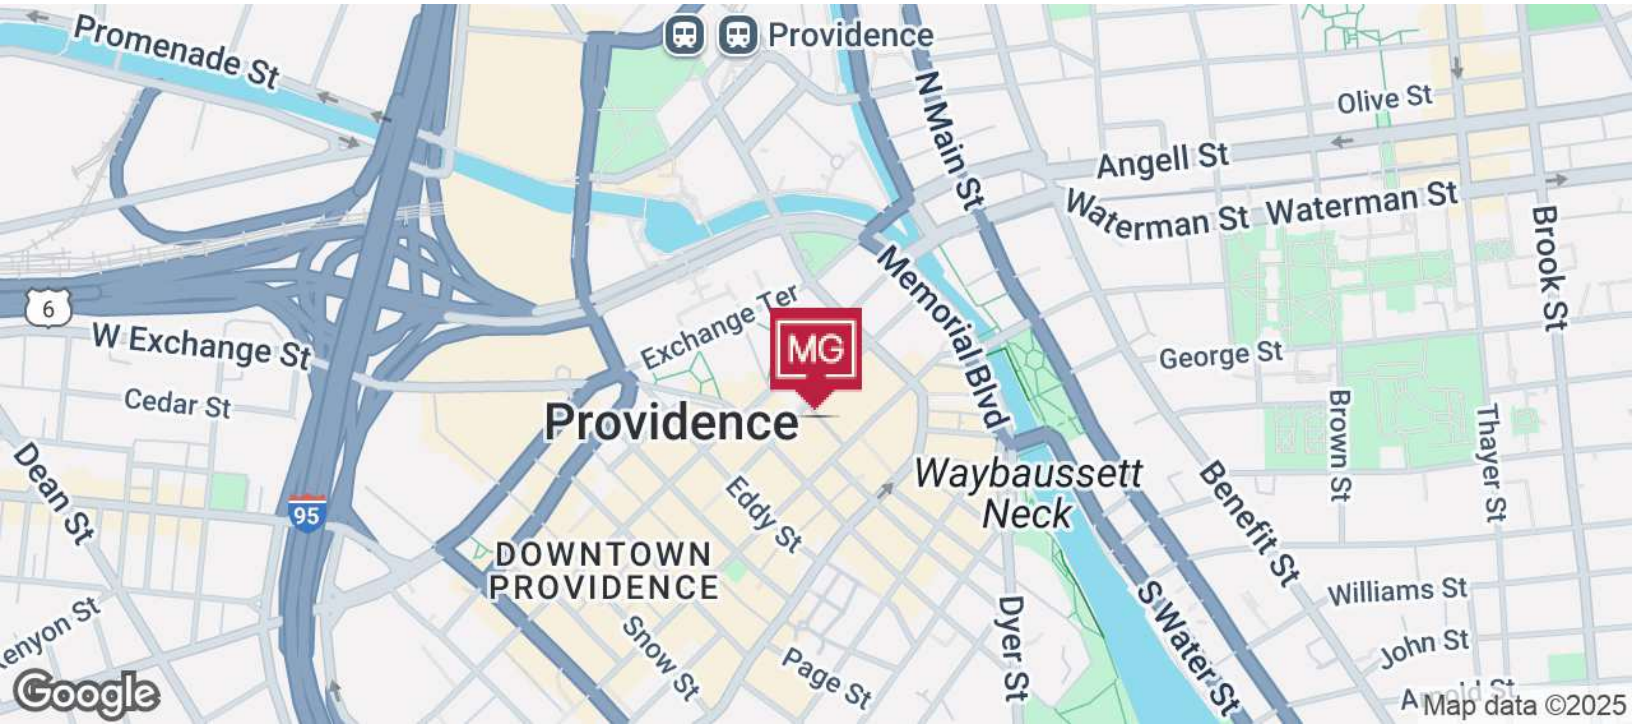 Promenade St
Providence
N Main St
Olive St
Angell St
Waterman St
Waterman St
Brook St
6
W Exchange St
Exchange Ter
Memorial Blvd
MG
George St
Cedar St
Providence
Brown St
Thayer St
Dean St
Waybaussett
Neck
Benefit St
95
Eddy St
DOWNTOWN
PROVIDENCE
Williams St
S Water St
Dyer St
Snow St
Page St
John St
St
Google
Map data ©2025